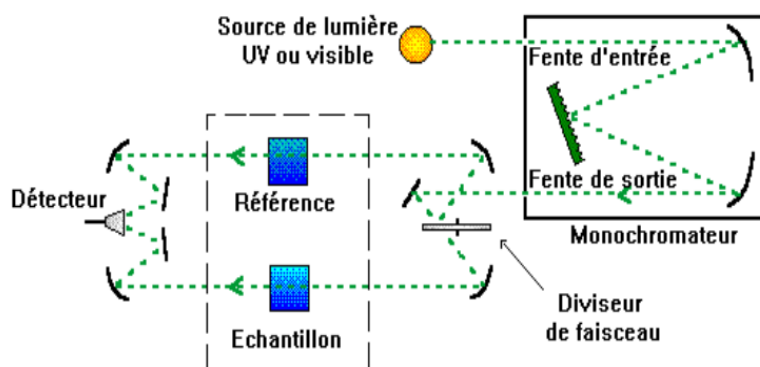 Source de lumière
UV ou visible
Fente d'entrée
Fente de sortie
Monochromateur
Détecteur
Référence
Echantillon
Diviseur
de faisceau